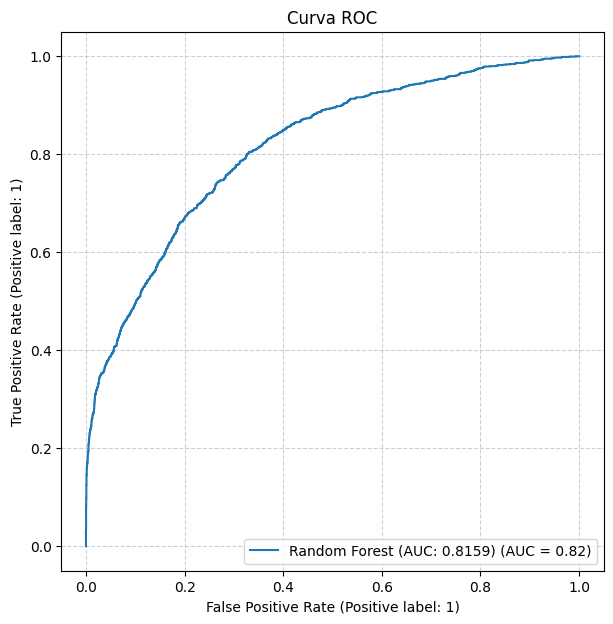 Curva ROC
True Positive Rate (Positive label: 1)
1.0
0.8
0.6
0.4
0.2
0.0
Random Forest (AUC: 0.8159) (AUC = 0.82)
0.0 0.2 0.4 0.6 0.8 1.0
False Positive Rate (Positive label: 1)